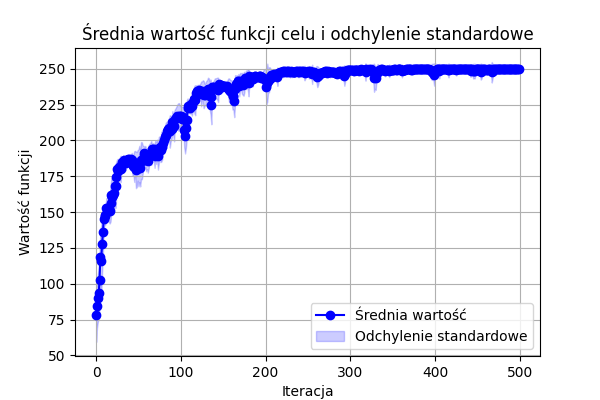 Średnia wartość funkcji celu i odchylenie standardowe
Wartość funkcji
250
225
200
175
150
125
100
75
50
0 100 200 300 400 500
Iteracja
Średnia wartość
Odchylenie standardowe